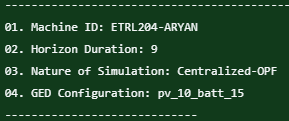 ----------------------------------------
01. Machine ID: ETRL204-ARYAN
02. Horizon Duration: 9
03. Nature of Simulation: Centralized-OPF
04. GED Configuration: pv_10_batt_15
-----------------------------